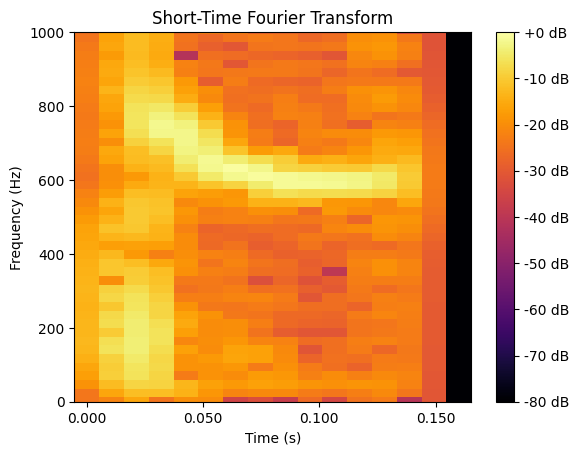 Short-Time Fourier Transform
1000
800
600
400
200
0
Frequency (Hz)
0.000
0.050
0.100
0.150
Time (s)
+0 dB
-10 dB
-20 dB
-30 dB
-40 dB
-50 dB
-60 dB
-70 dB
-80 dB